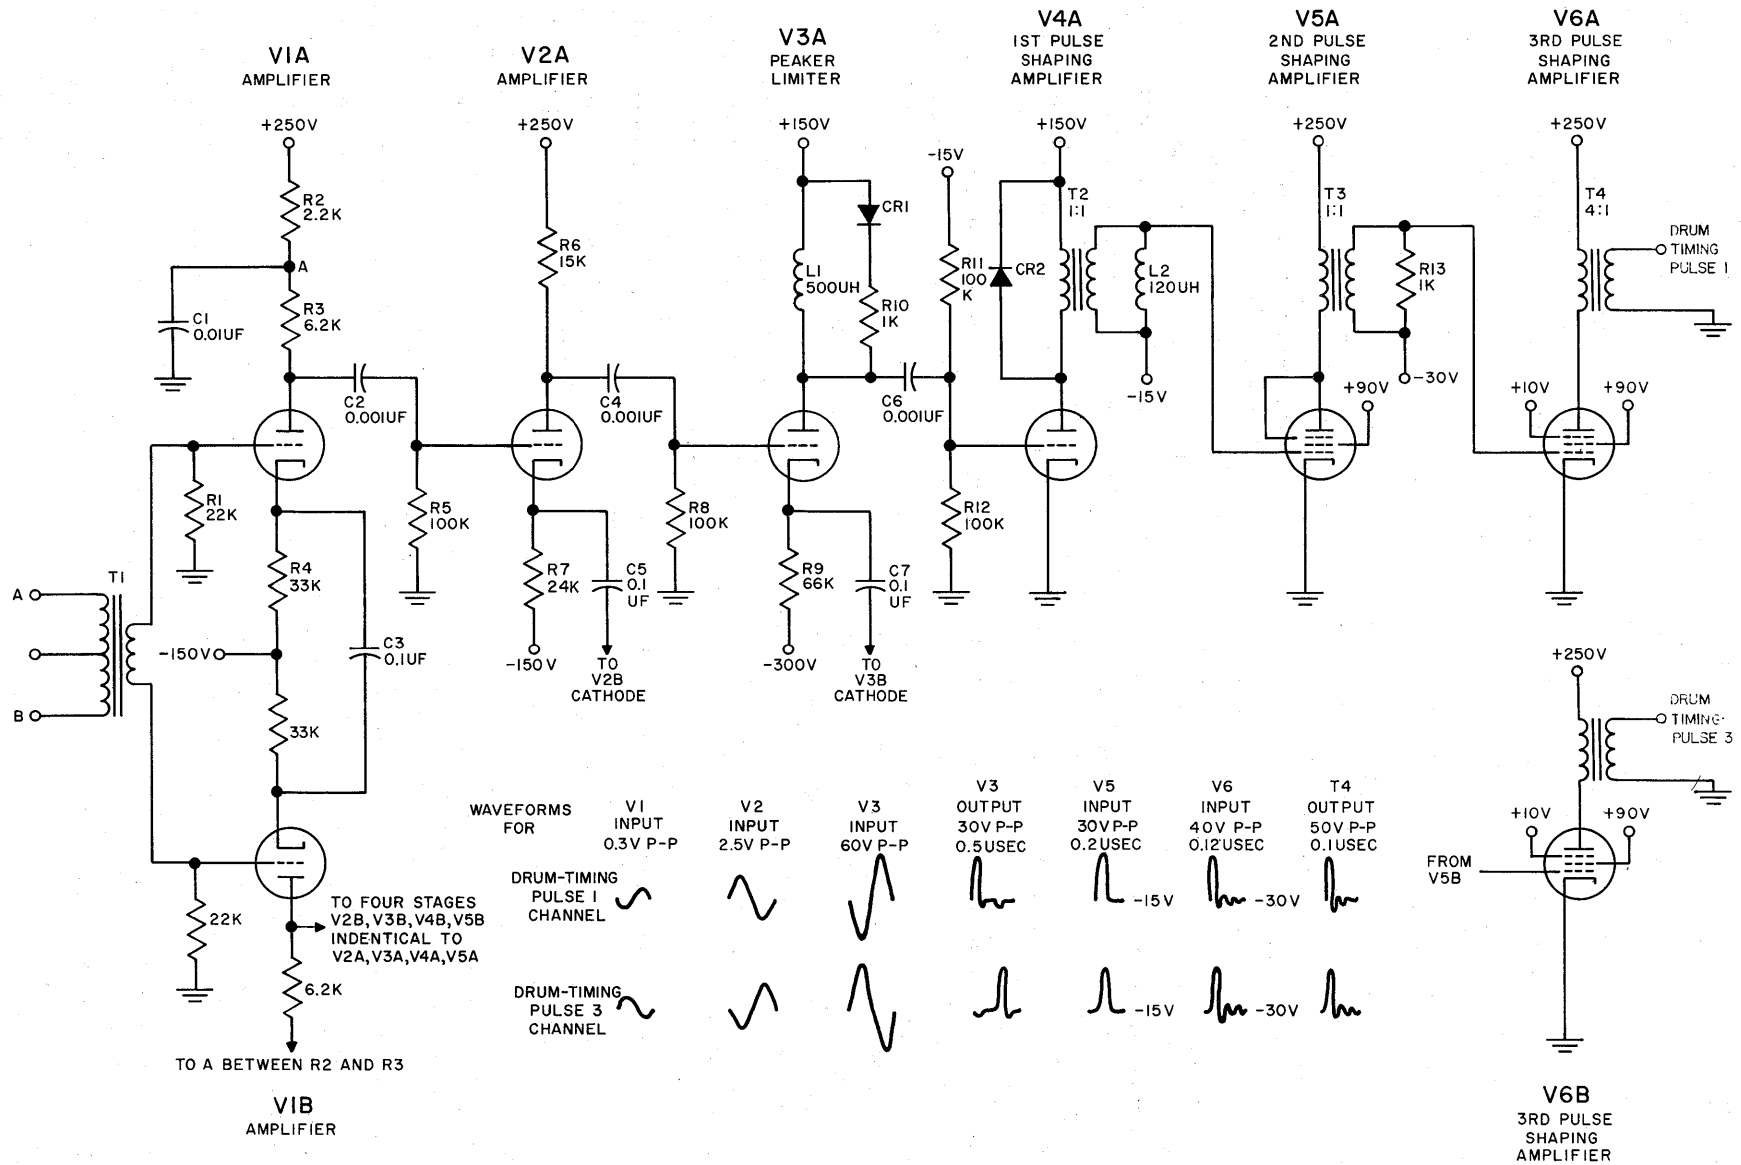 V1A
AMPLIFIER
V2A
AMPLIFIER
V3A
PEAKER
LIMITER
V4A
1ST PULSE
SHAPING
AMPLIFIER
V5A
2ND PULSE
SHAPING
AMPLIFIER
V6A
3RD PULSE
SHAPING
AMPLIFIER
+250V
+250V
+150V
-15V
+150V
+250V
+250V
R2
2.2K
A
R3
6.2K
C1
0.01UF
C2
0.001UF
R6
15K
C4
0.001UF
CR1
L1
500UH
R10
1K
C6
0.001UF
R11
100
K
CR2
T2
1:1
L2
120UH
-15V
T3
1:1
R13
1K
-30V
+90V
T4
4:1
DRUM
TIMING
PULSE 1
+10V
+90V
R1
22K
R5
100K
R8
100K
R12
100K
T1
A
B
R4
33K
-150V
C3
0.1UF
33K
R7
24K
C5
0.1
UF
-150V
TO
V2B
CATHODE
R9
66K
C7
0.1
UF
-300V
TO
V3B
CATHODE
22K
TO FOUR STAGES
V2B,V3B,V4B,V5B
INDENTICAL TO
V2A,V3A,V4A,V5A
6.2K
TO A BETWEEN R2 AND R3
V1B
AMPLIFIER
WAVEFORMS
FOR
V1
INPUT
0.3V P-P
V2
INPUT
2.5V P-P
V3
INPUT
60V P-P
V3
OUTPUT
30V P-P
0.5USEC
V5
INPUT
30V P-P
0.2USEC
V6
INPUT
40V P-P
0.12USEC
T4
OUTPUT
50V P-P
0.1USEC
DRUM-TIMING
PULSE 1
CHANNEL
-15V
-30V
DRUM-TIMING
PULSE 3
CHANNEL
-15V
-30V
+250V
DRUM
TIMING-
PULSE 3
+10V
+90V
FROM
V5B
V6B
3RD PULSE
SHAPING
AMPLIFIER